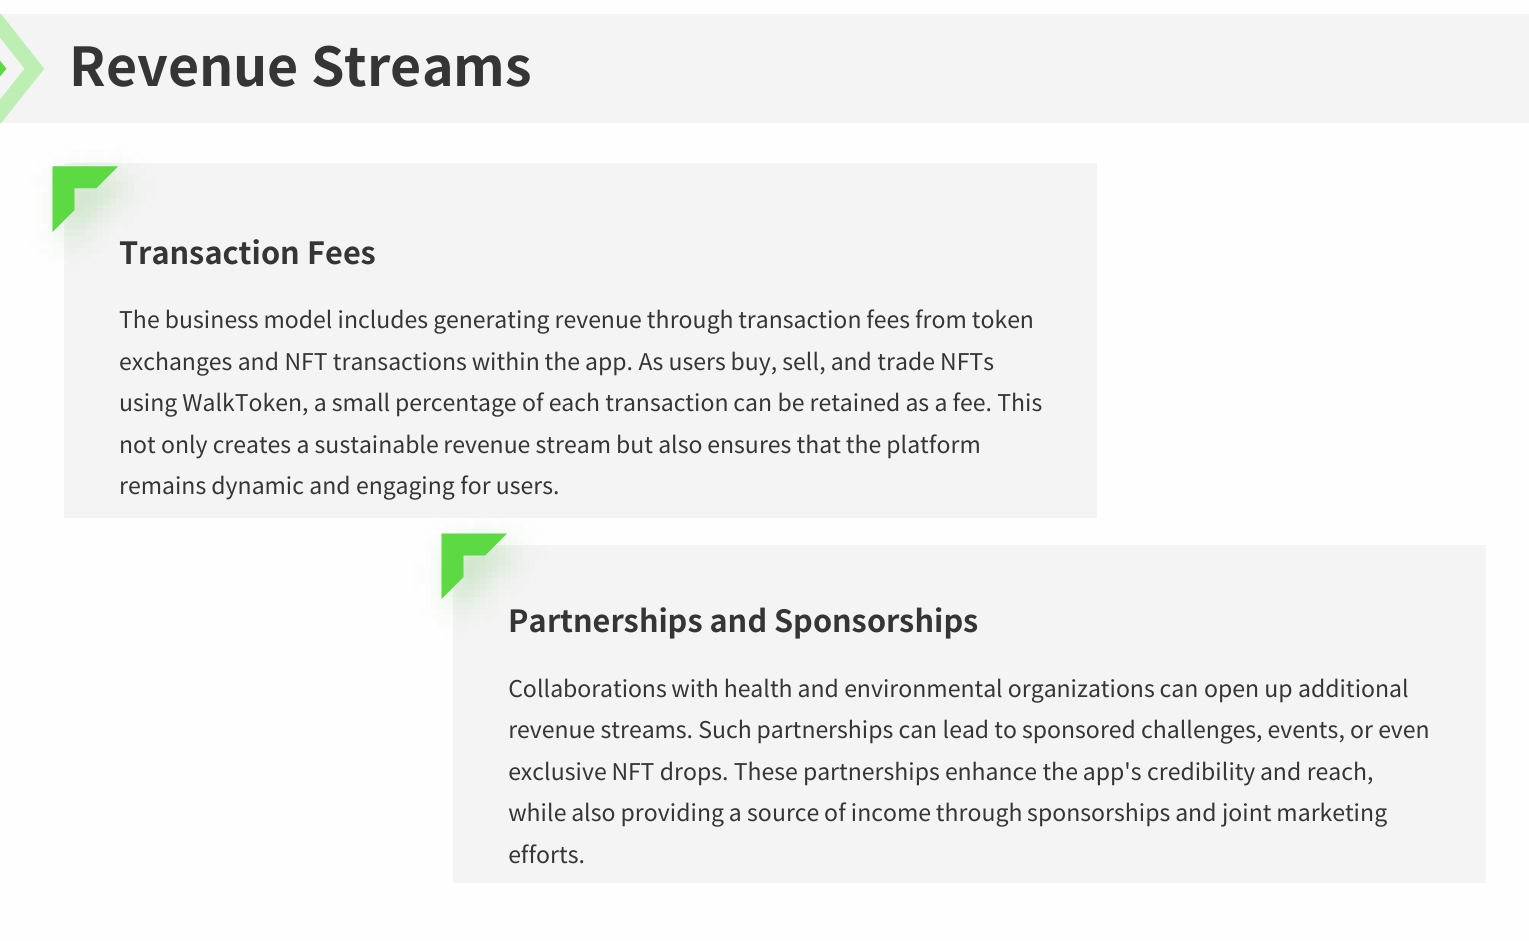 Revenue Streams
Transaction Fees
The business model includes generating revenue through transaction fees from token
exchanges and NFT transactions within the app. As users buy, sell, and trade NFTs
using WalkToken, a small percentage of each transaction can be retained as a fee. This
not only creates a sustainable revenue stream but also ensures that the platform
remains dynamic and engaging for users.
Partnerships and Sponsorships
Collaborations with health and environmental organizations can open up additional
revenue streams. Such partnerships can lead to sponsored challenges, events, or even
exclusive NFT drops. These partnerships enhance the app's credibility and reach,
while also providing a source of income through sponsorships and joint marketing
efforts.